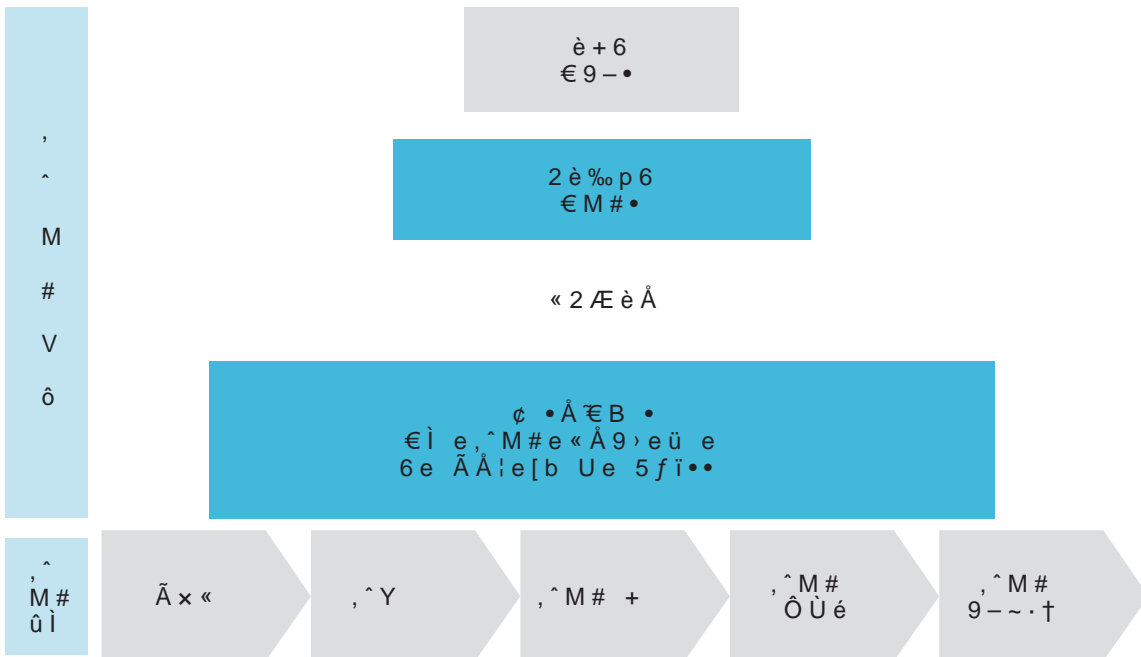 ,
ˆ
M
#
V
ô
è + 6
€ 9 – •
2 è ‰ p 6
€ M # •
« 2 Æ è Å
¢ • Å ˜€ B •
€ Ì e , ˆ M # e « Å 9 › e ü e
6 e Ã Å ¦ e [ b U e 5 ƒ ï • •
, ˆ
M #
û Ì
Ã × «
, ˆ Y
, ˆ M # +
, ˆ M #
Ô Ù é
, ˆ M #
9 – ~ · †